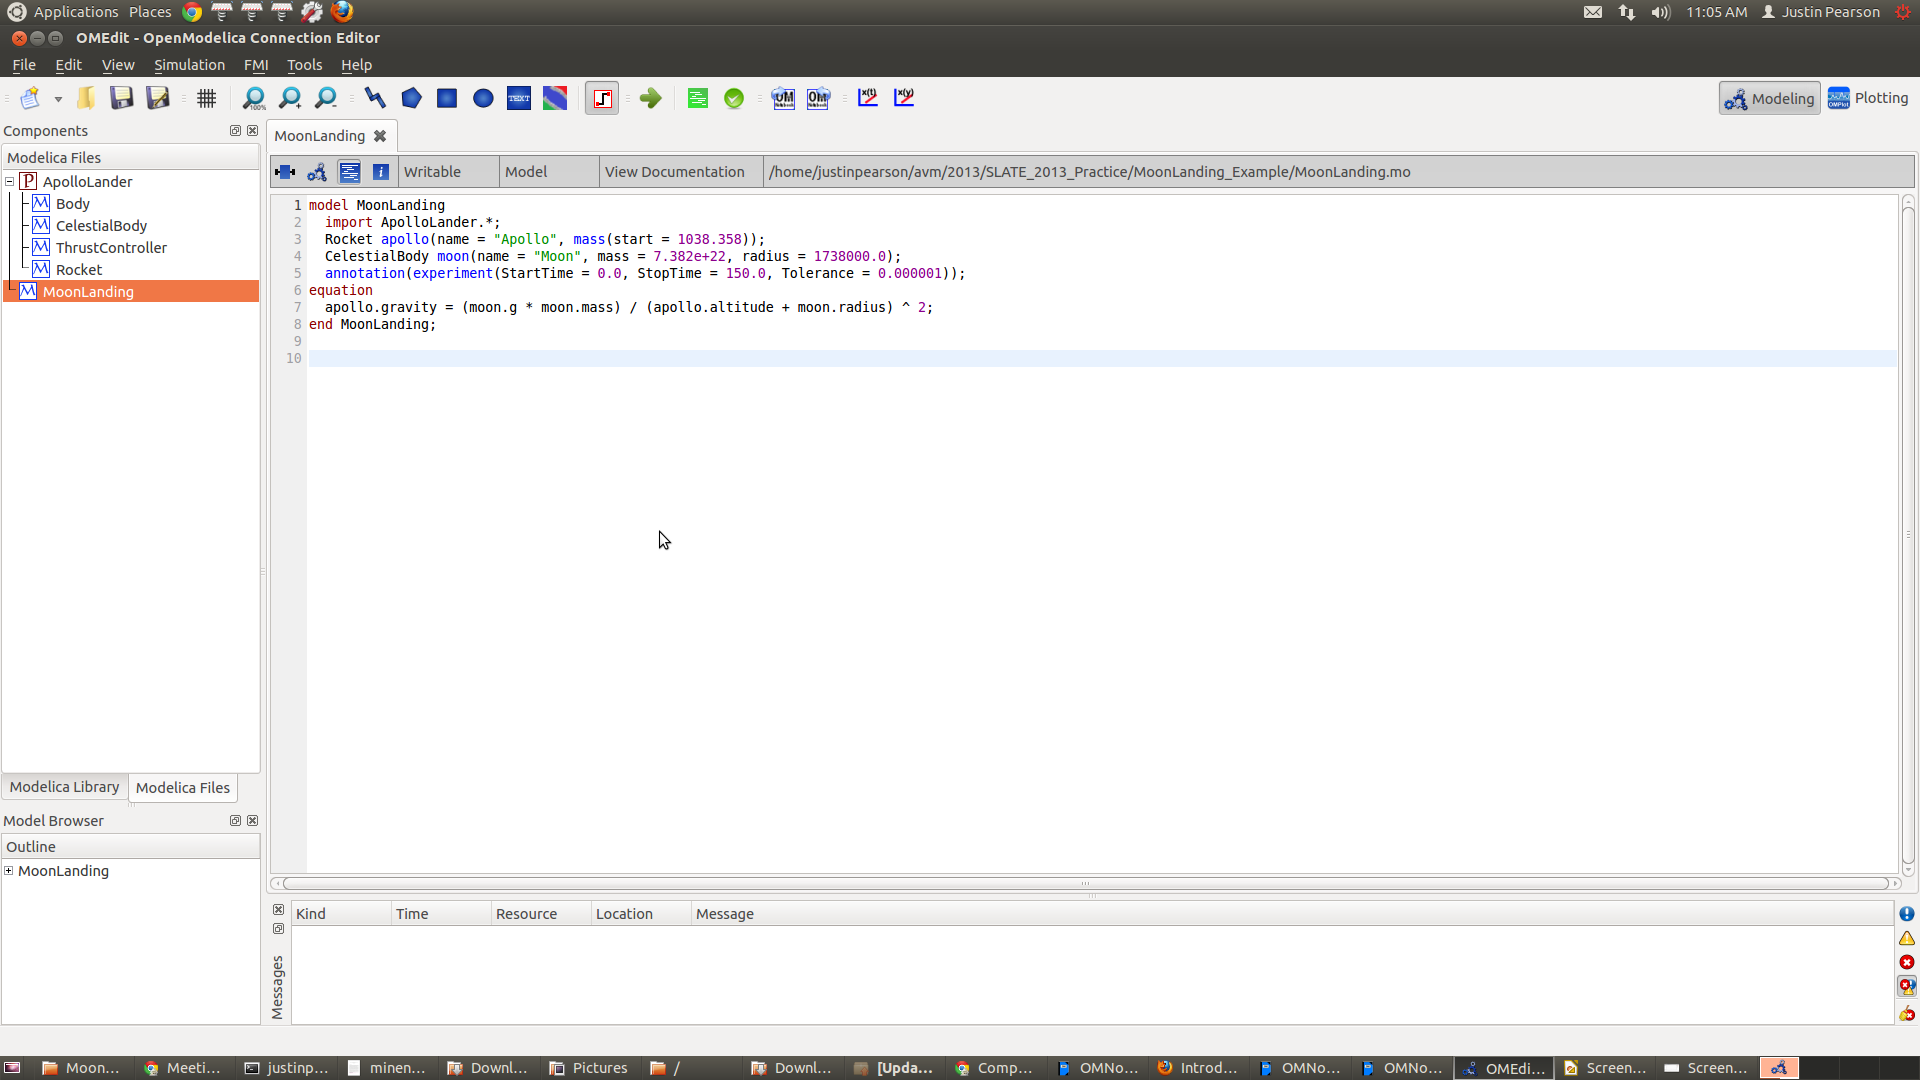 Applications Places 11:05 AM Justin Pearson
OMEdit - OpenModelica Connection Editor
File Edit View Simulation FMI Tools Help
100% TEXT OM OM x(t) x(y) Modeling OMPlot Plotting
Components
MoonLanding
Modelica Files
P ApolloLander
Body
CelestialBody
ThrustController
Rocket
MoonLanding
i Writable Model View Documentation /home/justinpearson/avm/2013/SLATE_2013_Practice/MoonLanding_Example/MoonLanding.mo
1 model MoonLanding
2 import ApolloLander.*;
3 Rocket apollo(name = "Apollo", mass(start = 1038.358));
4 CelestialBody moon(name = "Moon", mass = 7.382e+22, radius = 1738000.0);
5 annotation(experiment(StartTime = 0.0, StopTime = 150.0, Tolerance = 0.000001));
6 equation
7 apollo.gravity = (moon.g * moon.mass) / (apollo.altitude + moon.radius) ^ 2;
8 end MoonLanding;
9
10
Modelica Library Modelica Files
Model Browser
Outline
MoonLanding
Kind Time Resource Location Message
Messages
Moon... Meeti... justinp... minen... Downl... Pictures / Downl... [Upda... Comp... OMNo... Introd... OMNo... OMNo... OMEdi... Screen... Screen...